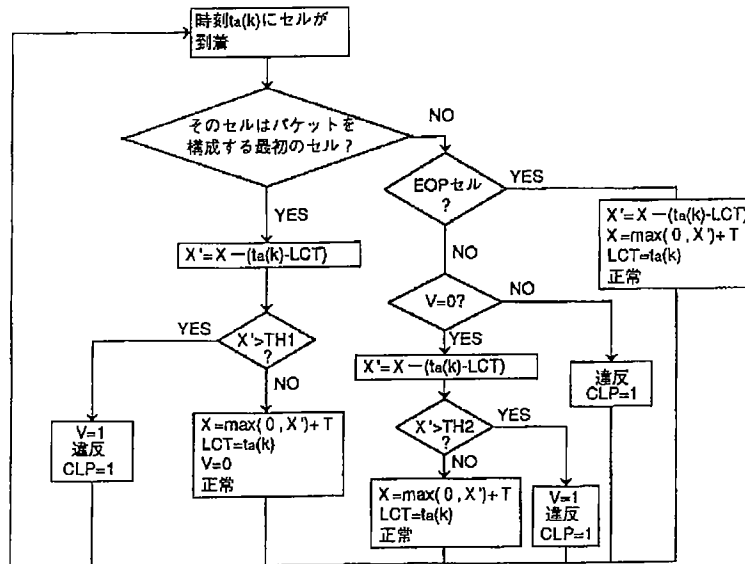 時刻ta(k)にセルが
到着
そのセルはパケットを
構成する最初のセル?
NO
YES
EOPセル
?
YES
NO
X'=X－(ta(k)-LCT)
X=max(0,X')+T
LCT=ta(k)
正常
X'=X－(ta(k)-LCT)
V=0?
NO
YES
X'>TH1
?
YES
NO
X'=X－(ta(k)-LCT)
違反
CLP=1
V=1
違反
CLP=1
X=max(0,X')+T
LCT=ta(k)
V=0
正常
X'>TH2
?
YES
NO
X=max(0,X')+T
LCT=ta(k)
正常
V=1
違反
CLP=1